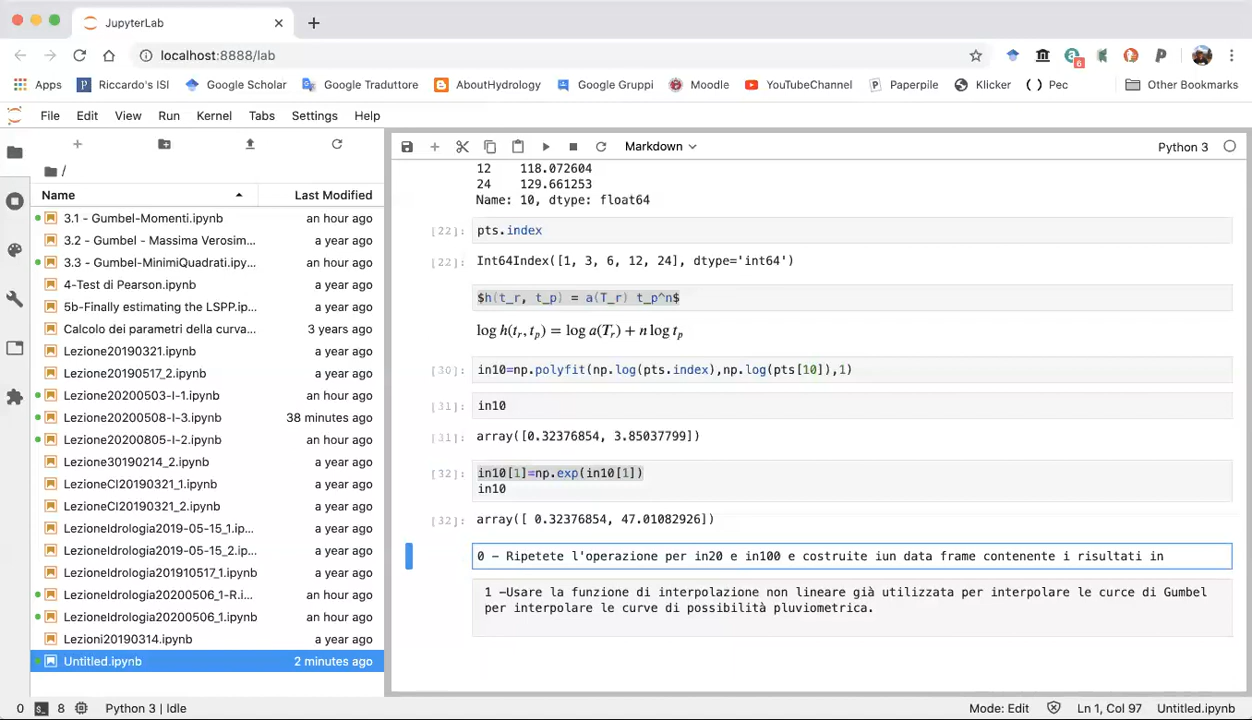 JupyterLab
localhost:8888/lab
6
Apps
Riccardo's ISI
Google Scholar
Google Traduttore
AboutHydrology
Google Gruppi
Moodle
YouTubeChannel
Paperpile
Klicker
Pec
Other Bookmarks
File Edit View Run Kernel Tabs Settings Help
/
Name Last Modified
3.1 - Gumbel-Momenti.ipynb an hour ago
3.2 - Gumbel - Massima Verosim... a year ago
3.3 - Gumbel-MinimiQuadrati.ipy... an hour ago
4-Test di Pearson.ipynb a year ago
5b-Finally estimating the LSPP.ip... a year ago
Calcolo dei parametri della curva... 3 years ago
Lezione20190321.ipynb a year ago
Lezione20190517_2.ipynb a year ago
Lezione20200503-I-1.ipynb an hour ago
Lezione20200508-I-3.ipynb 38 minutes ago
Lezione20200805-I-2.ipynb an hour ago
Lezione30190214_2.ipynb a year ago
LezioneCI20190321_1.ipynb a year ago
LezioneCI20190321_2.ipynb a year ago
LezioneIdrologia2019-05-15_1.ip... a year ago
LezioneIdrologia2019-05-15_2.ip... a year ago
LezioneIdrologia201910517_1.ipynb a year ago
LezioneIdrologia20200506_1-R.i... an hour ago
LezioneIdrologia20200506_1.ipynb an hour ago
Lezioni20190314.ipynb a year ago
Untitled.ipynb 2 minutes ago
Markdown
Python 3
12 118.072604
24 129.661253
Name: 10, dtype: float64
[22]: pts.index
[22]: Int64Index([1, 3, 6, 12, 24], dtype='int64')
$h(t_r, t_p) = a(T_r) t_p^n$
log h(tr, tp) = log a(Tr) + n log tp
[30]: in10=np.polyfit(np.log(pts.index),np.log(pts[10]),1)
[31]: in10
[31]: array([0.32376854, 3.85037799])
[32]: in10[1]=np.exp(in10[1])
in10
[32]: array([ 0.32376854, 47.01082926])
0 - Ripetete l'operazione per in20 e in100 e costruite iun data frame contenente i risultati in
1 -Usare la funzione di interpolazione non lineare già utilizzata per interpolare le curce di Gumbel
per interpolare le curve di possibilità pluviometrica.
0 8 Python 3 | Idle
Mode: Edit Ln 1, Col 97 Untitled.ipynb